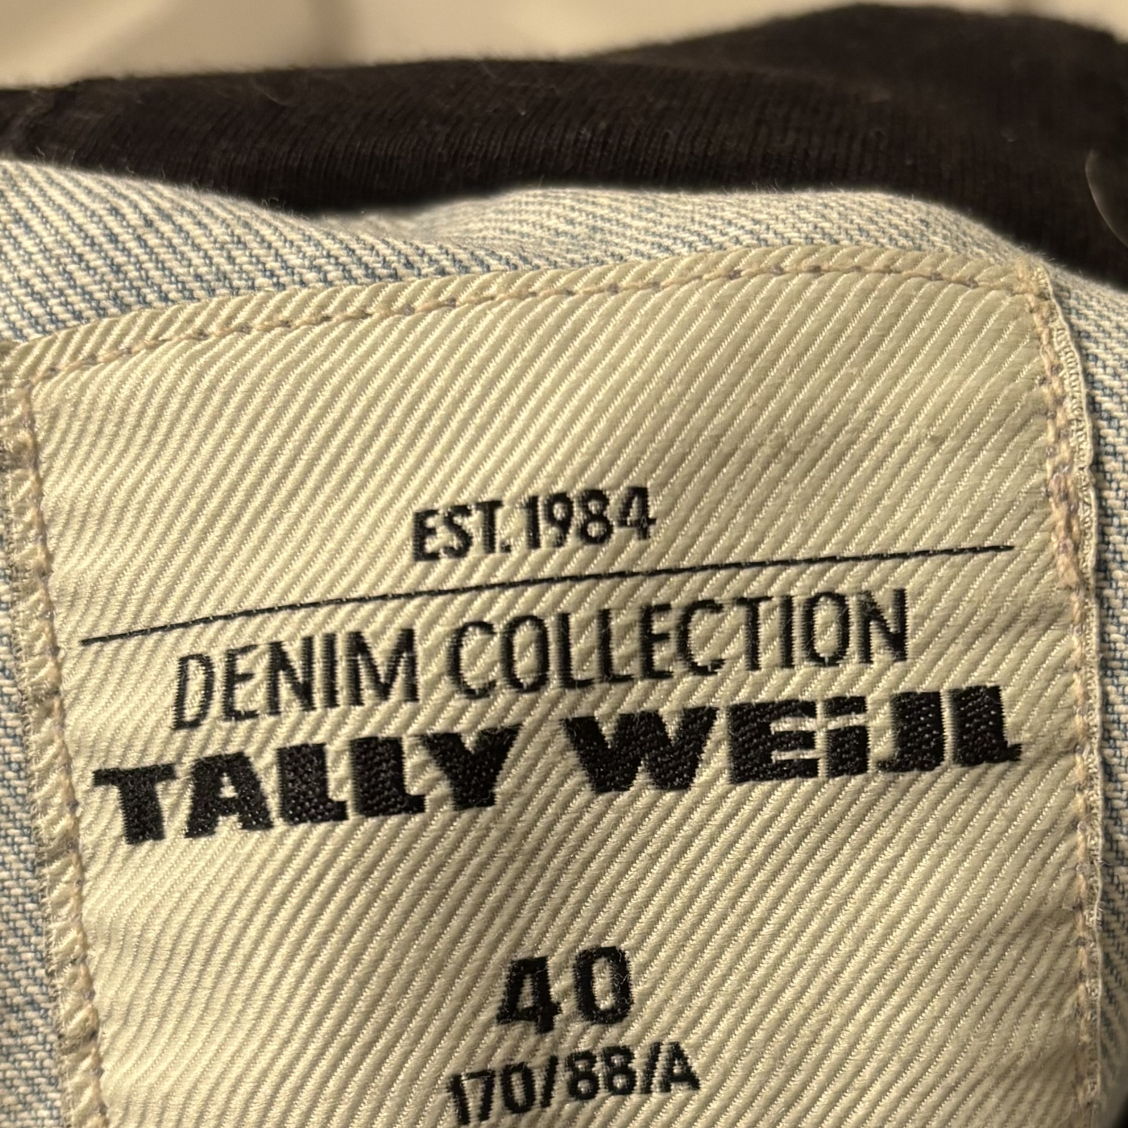 EST. 1984
DENIM COLLECTION
TALLY WEiJL
40
170/88/A